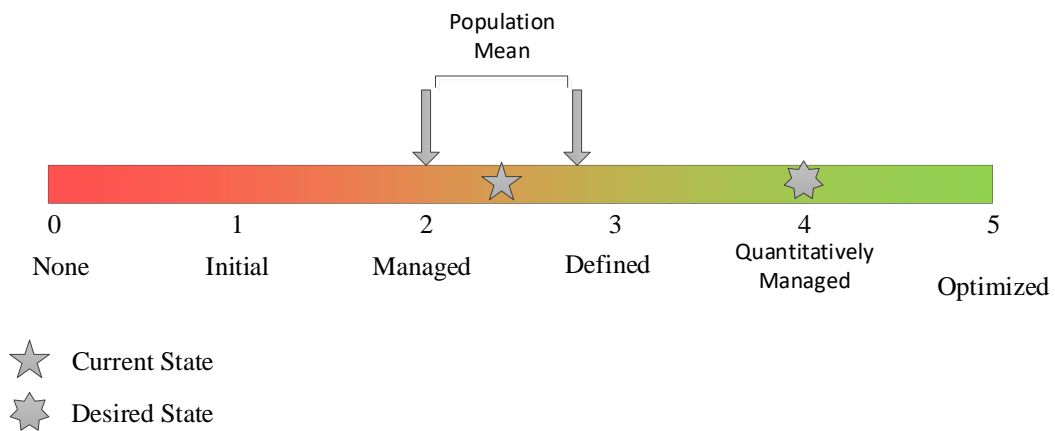 Population
Mean
0 1 2 3 4 5
None Initial Managed Defined Quantitatively
Managed
Optimized
Current State
Desired State